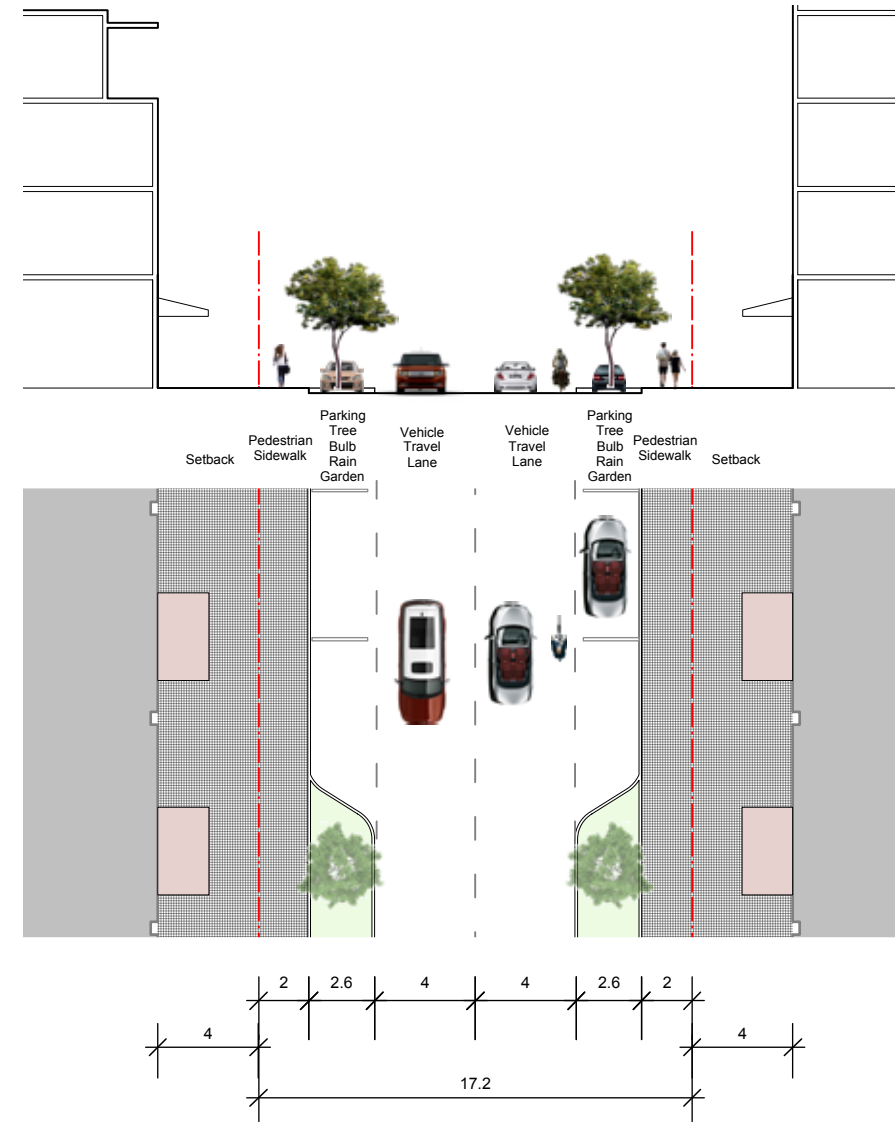 Setback
Pedestrian
Sidewalk
Parking
Tree
Bulb
Rain
Garden
Vehicle
Travel
Lane
Vehicle
Travel
Lane
Parking
Tree
Bulb
Rain
Garden
Pedestrian
Sidewalk
Setback
2
2.6
4
4
2.6
2
4
4
17.2